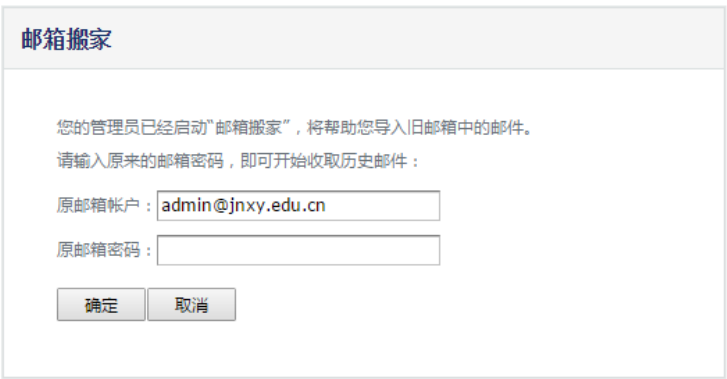 邮箱搬家
您的管理员已经启动“邮箱搬家”，将帮助您导入旧邮箱中的邮件。
请输入原来的邮箱密码，即可开始收取历史邮件：
原邮箱帐户：admin@jnxy.edu.cn
原邮箱密码：
确定 取消